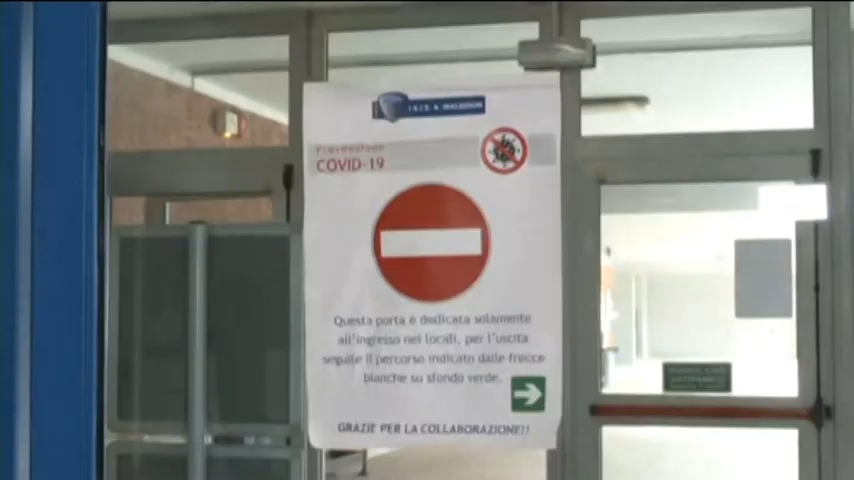 I.S.I.S. A. MALIGNANI
Prevenzione
COVID-19
Questa porta è dedicata solamente
all'ingresso nei locali, per l'uscita
seguite il percorso indicato dalle frecce
bianche su sfondo verde.
GRAZIE PER LA COLLABORAZIONE!!